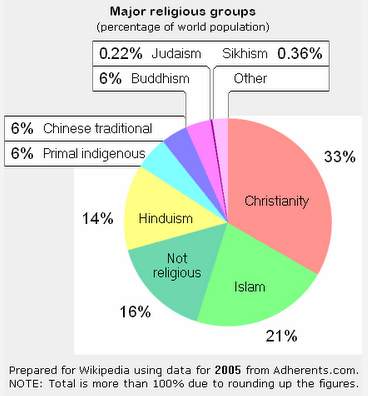 Major religious groups
(percentage of world population)
0.22% Judaism Sikhism 0.36%
6% Buddhism Other
6% Chinese traditional
6% Primal indigenous
33%
Christianity
14% Hinduism
Not
religious
Islam
16%
21%
Prepared for Wikipedia using data for 2005 from Adherents.com.
NOTE: Total is more than 100% due to rounding up the figures.